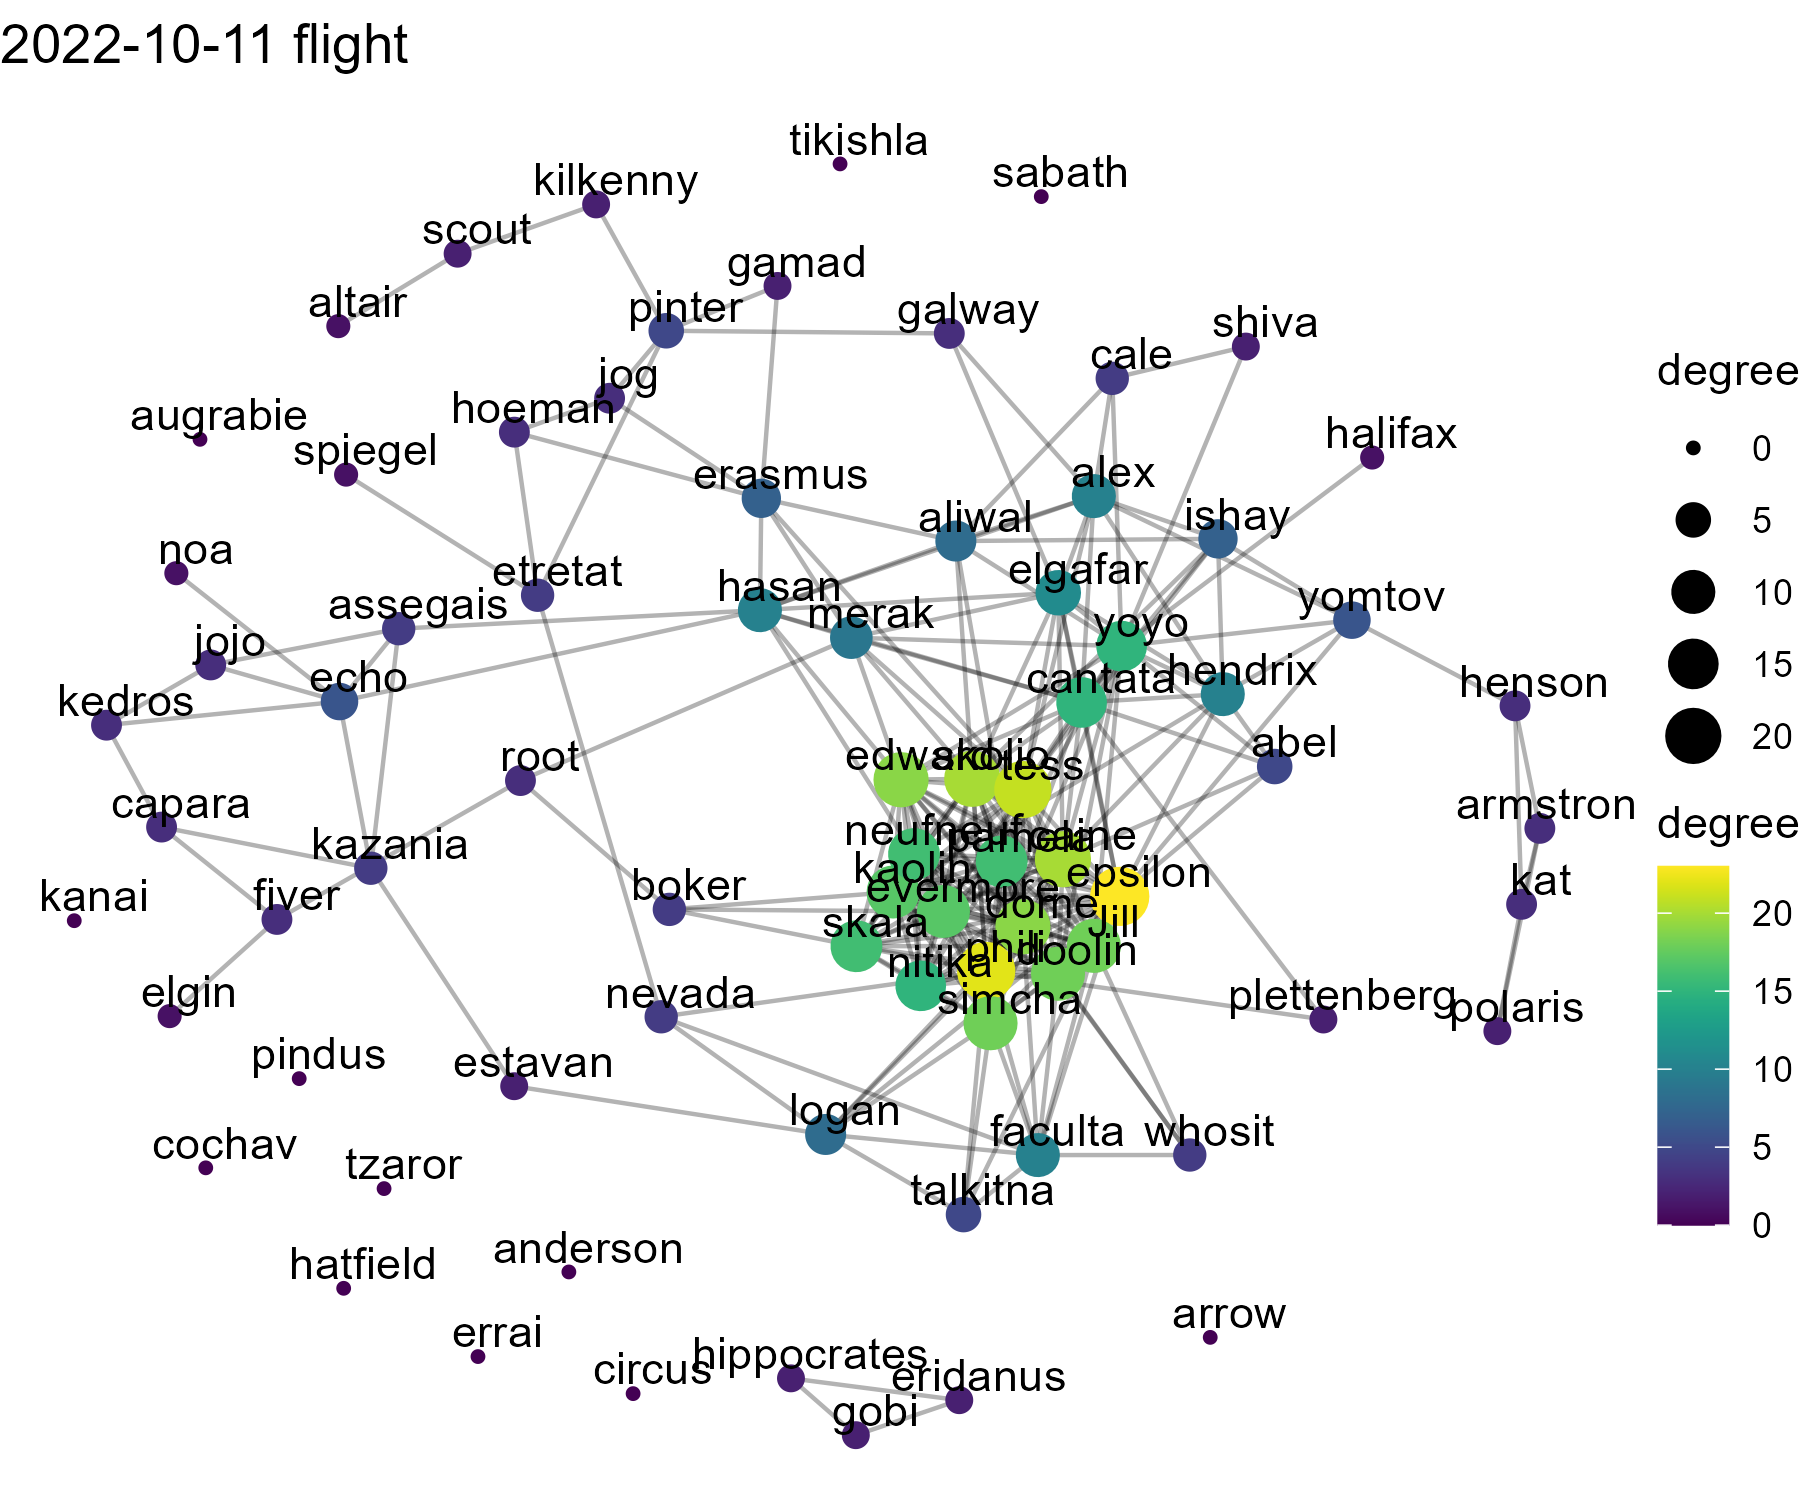 2022-10-11 flight
tikishla
sabath
kilkenny
scout
gamad
altair
pinter
galway
shiva
cale
jog
hoeman
augrabie
spiegel
halifax
erasmus
alex
aliwal
ishay
noa
etretat
elgafar
assegais
hasan
merak
yomtov
yoyo
jojo
echo
cantata
hendrix
kedros
henson
root
edward
tess
abel
capara
kazania
neuf
caine
armstron
kanai
fiver
boker
kaolin
evermore
epsilon
kat
skala
dome
Jill
phil
doolin
nitika
elgin
nevada
simcha
plettenberg
polaris
pindus
estavan
logan
faculta
whosit
cochav
tzaror
talkitna
hatfield
anderson
errai
circus
hippocrates
eridanus
gobi
arrow
degree
0
5
10
15
20
degree
20
15
10
5
0